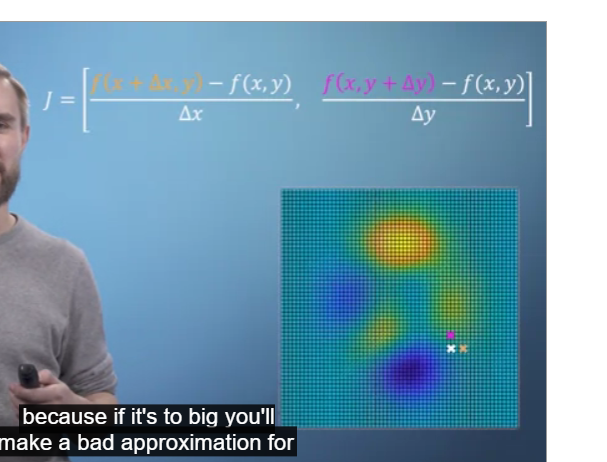 J = [ f(x + Δx, y) − f(x, y) / Δx , f(x, y + Δy) − f(x, y) / Δy ]
because if it's to big you'll
make a bad approximation for